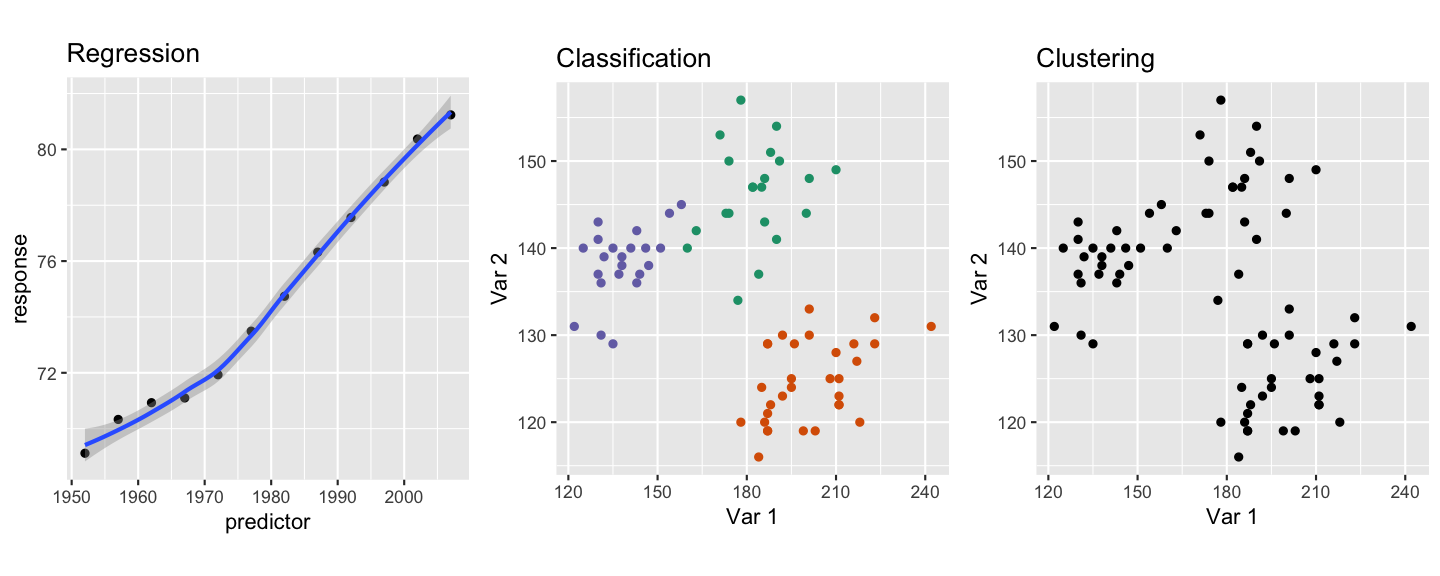 Regression
80
76
72
response
1950 1960 1970 1980 1990 2000
predictor
Classification
150
140
130
120
Var 2
120 150 180 210 240
Var 1
Clustering
150
140
130
120
Var 2
120 150 180 210 240
Var 1